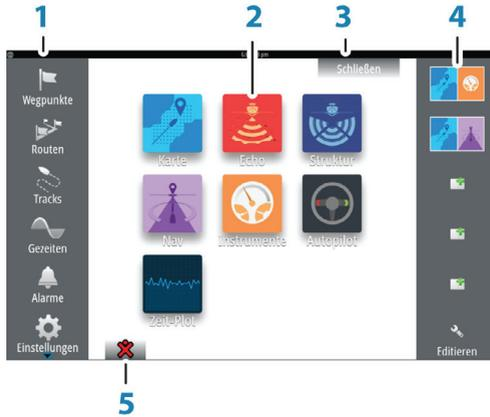 1 3 4
2
Schließen
Wegpunkte
Routen
Tracks
Gezeiten
Alarme
Einstellungen
Karte Echo Struktur
Nav Instrumente Autopilot
Zeit-Plot
Editieren
5